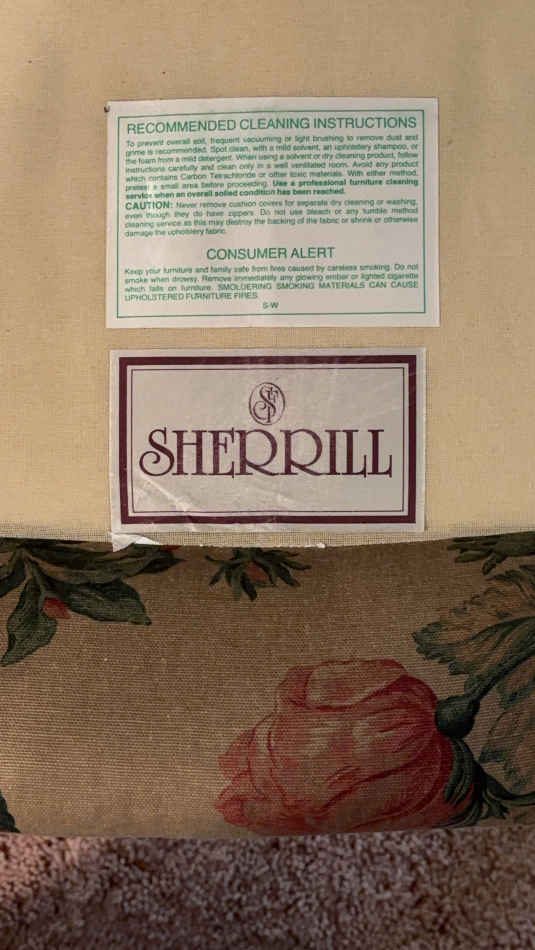 RECOMMENDED CLEANING INSTRUCTIONS
To prevent overall soil, frequent vacuuming or light brushing to remove dust and
grime is recommended. Spot clean, with a mild solvent, an upholstery shampoo, or
the foam from a mild detergent. When using a solvent or dry cleaning product, follow
instructions carefully and clean only in a well ventilated room. Avoid any product
which contains Carbon Tetrachloride or other toxic materials. With either method,
pretest a small area before proceeding. Use a professional furniture cleaning
service when an overall soiled condition has been reached.
CAUTION: Never remove cushion covers for separate dry cleaning or washing,
even though they do have zippers. Do not use bleach or any tumble method
cleaning service as this may destroy the backing of the fabric or shrink or otherwise
damage the upholstery fabric.
CONSUMER ALERT
Keep your furniture and family safe from fires caused by careless smoking. Do not
smoke when drowsy. Remove immediately any glowing ember or lighted cigarette
which falls on furniture. SMOLDERING SMOKING MATERIALS CAN CAUSE
UPHOLSTERED FURNITURE FIRES.
S-W
SHERRILL